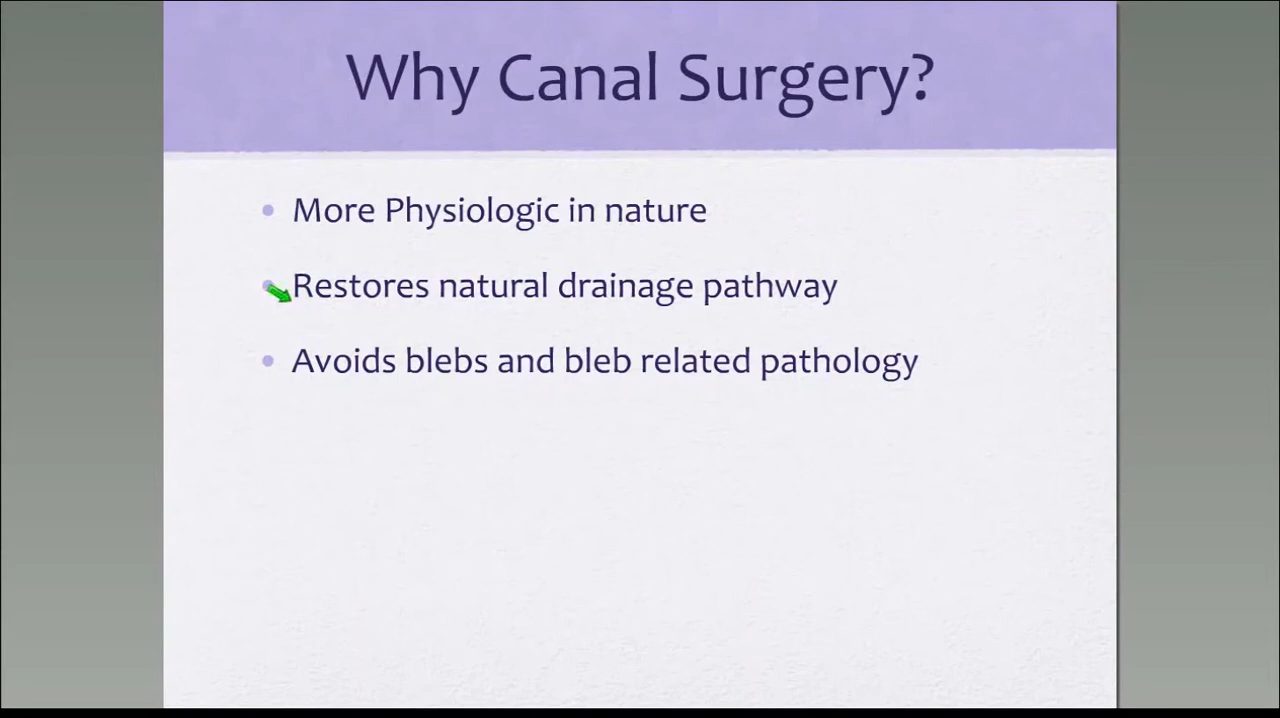 Why Canal Surgery?
• More Physiologic in nature
• Restores natural drainage pathway
• Avoids blebs and bleb related pathology